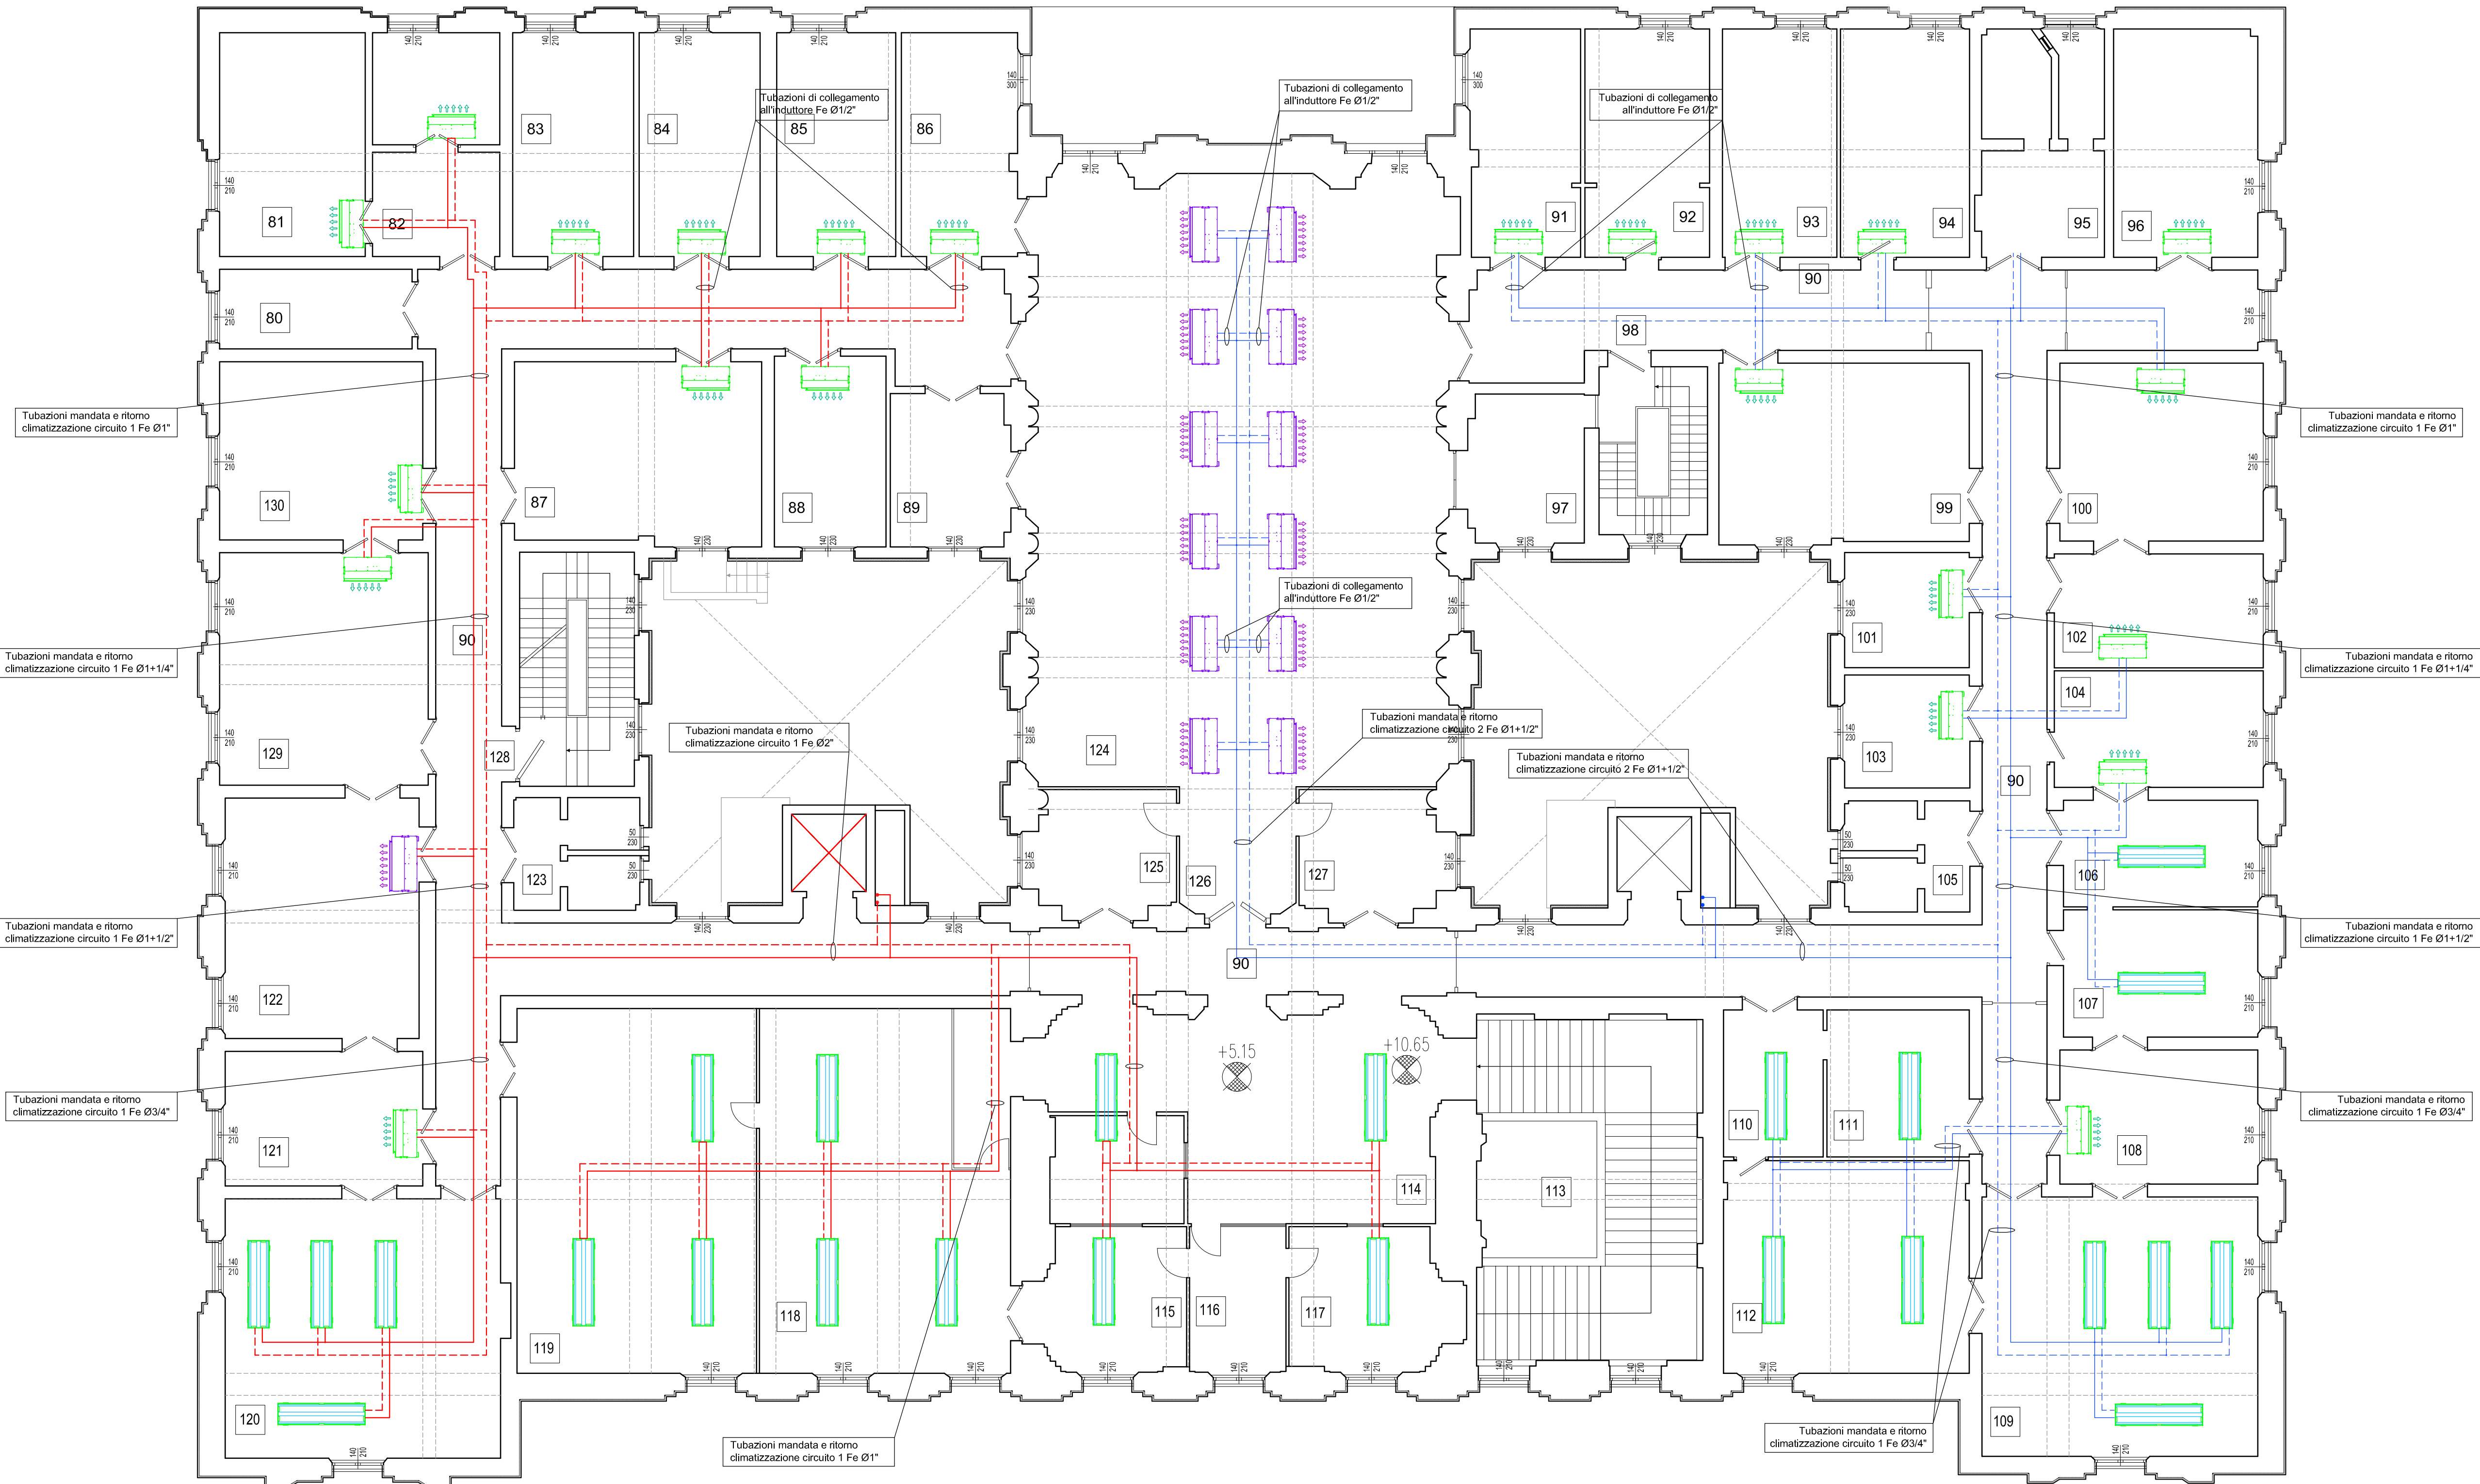 Tubazioni di collegamento
all'induttore Fe Ø1/2"
Tubazioni di collegamento
all'induttore Fe Ø1/2"
Tubazioni di collegamento
all'induttore Fe Ø1/2"
83
84
85
86
81
82
91
92
93
94
95
96
90
80
98
Tubazioni mandata e ritorno
climatizzazione circuito 1 Fe Ø1"
Tubazioni mandata e ritorno
climatizzazione circuito 1 Fe Ø1"
130
87
88
89
97
99
100
Tubazioni di collegamento
all'induttore Fe Ø1/2"
90
101
102
Tubazioni mandata e ritorno
climatizzazione circuito 1 Fe Ø1+1/4"
Tubazioni mandata e ritorno
climatizzazione circuito 1 Fe Ø1+1/4"
104
129
128
124
103
90
Tubazioni mandata e ritorno
climatizzazione circuito 1 Fe Ø2"
Tubazioni mandata e ritorno
climatizzazione circuito 2 Fe Ø1+1/2"
Tubazioni mandata e ritorno
climatizzazione circuito 2 Fe Ø1+1/2"
123
125
126
127
105
106
Tubazioni mandata e ritorno
climatizzazione circuito 1 Fe Ø1+1/2"
Tubazioni mandata e ritorno
climatizzazione circuito 1 Fe Ø1+1/2"
90
122
107
+5.15
+10.65
Tubazioni mandata e ritorno
climatizzazione circuito 1 Fe Ø3/4"
Tubazioni mandata e ritorno
climatizzazione circuito 1 Fe Ø3/4"
121
110
111
108
114
113
119
118
115
116
117
112
120
109
Tubazioni mandata e ritorno
climatizzazione circuito 1 Fe Ø1"
Tubazioni mandata e ritorno
climatizzazione circuito 1 Fe Ø3/4"
140
210
140
300
140
230
50
230